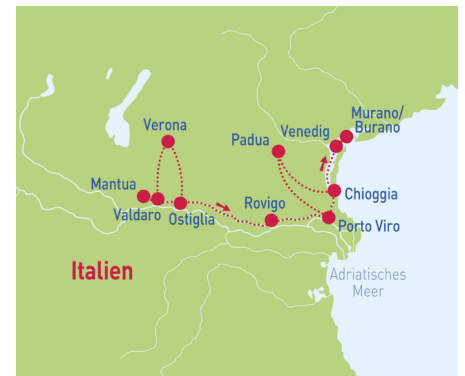 Murano/
Burano
Venedig
Verona
Padua
Mantua
Valdaro
Ostiglia
Rovigo
Chioggia
Porto Viro
Italien
Adriatisches
Meer